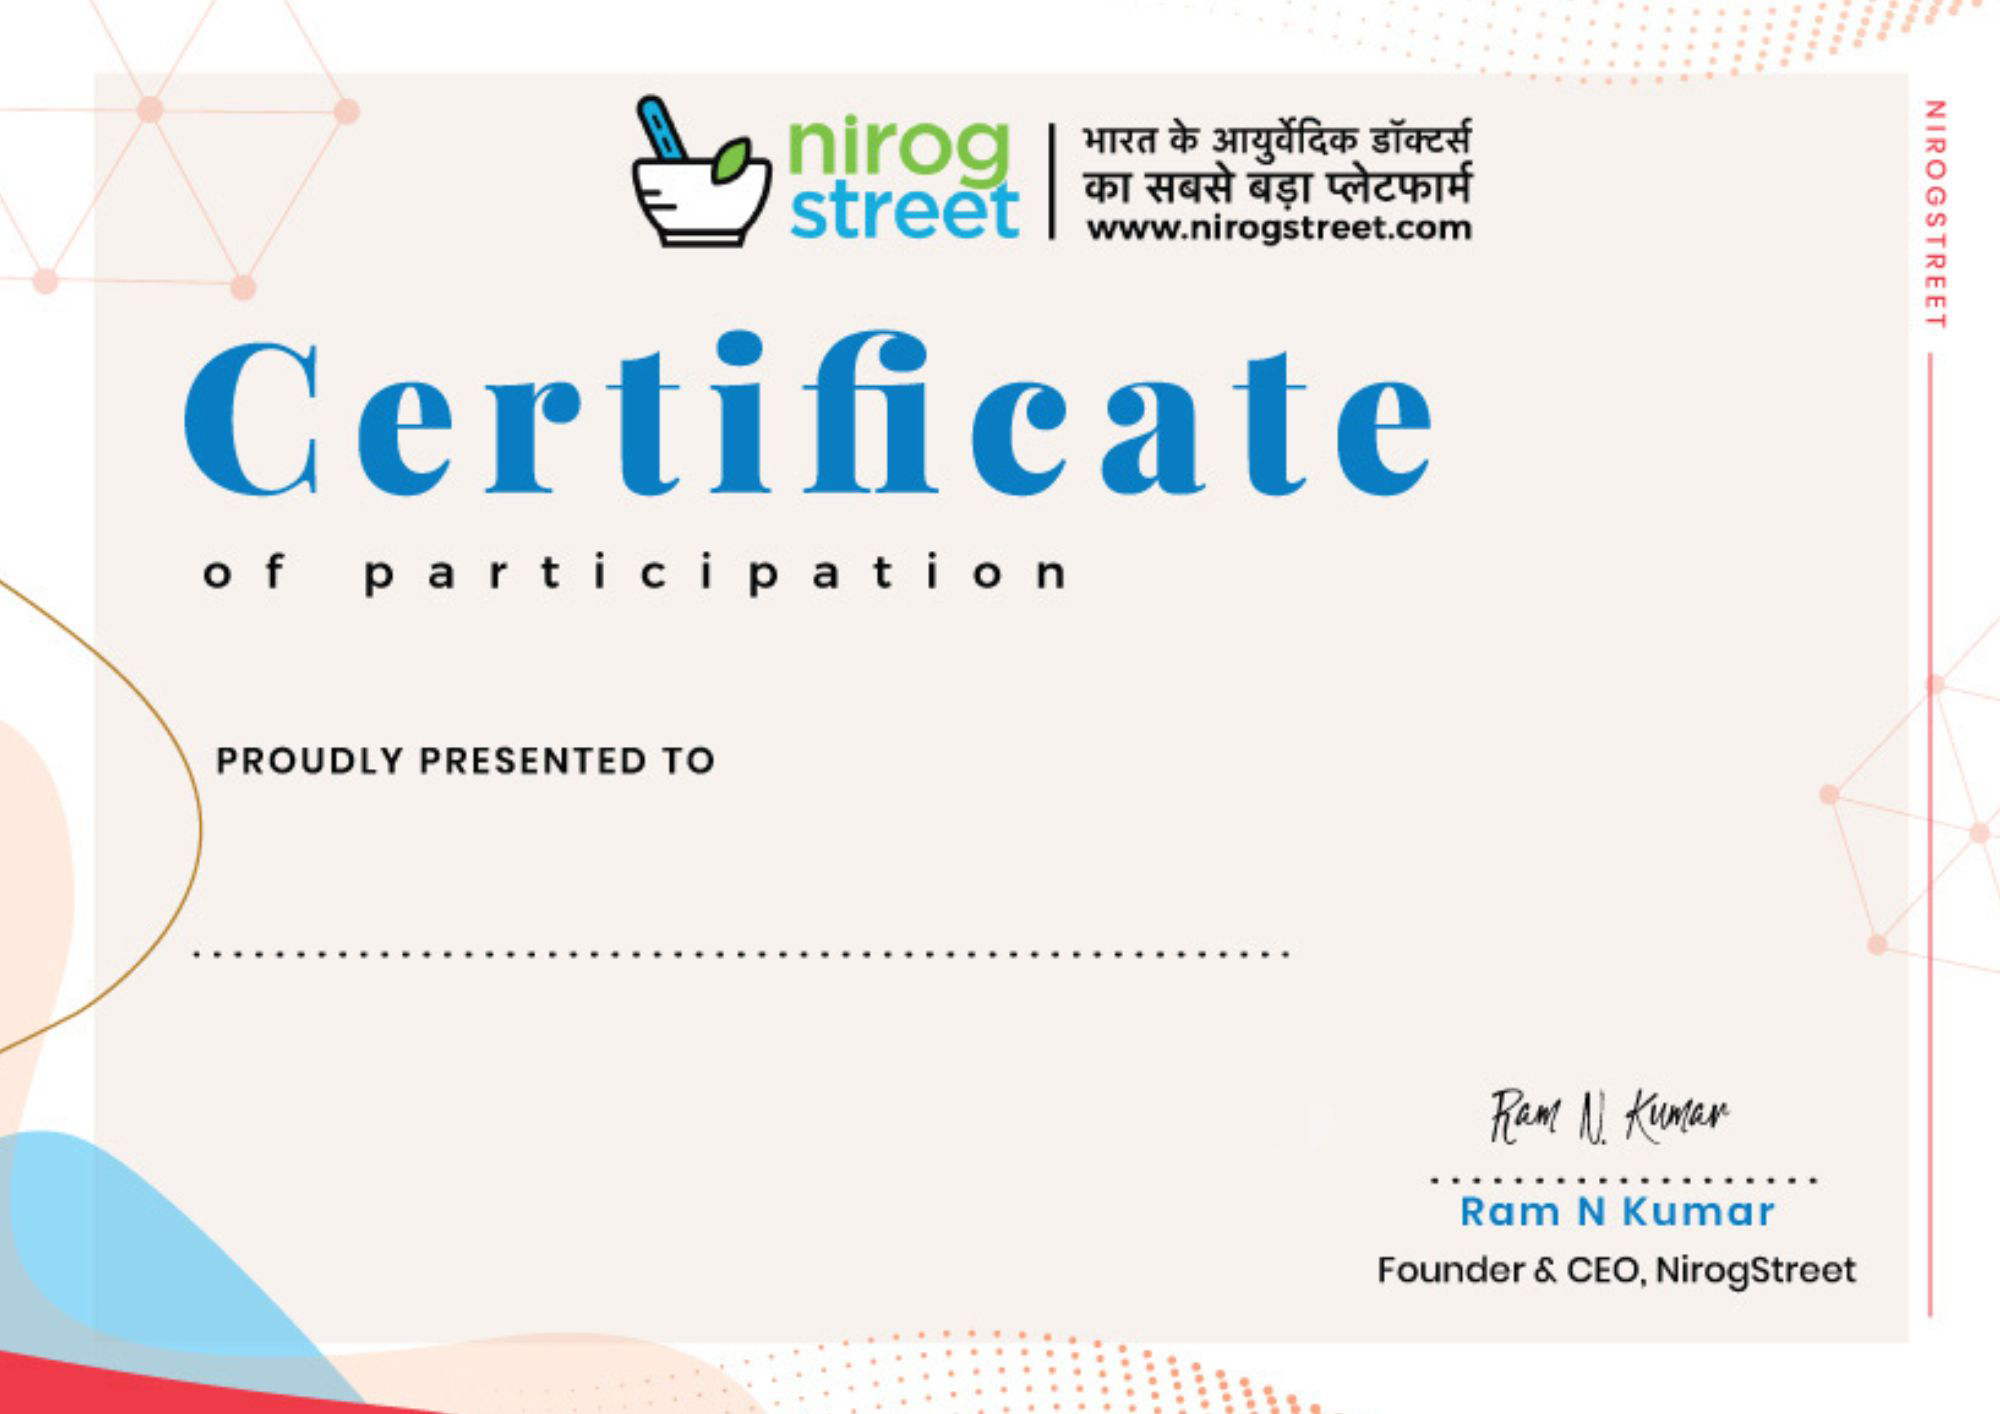 nirog
street
भारत के आयुर्वेदिक डॉक्टर्स
का सबसे बड़ा प्लेटफार्म
www.nirogstreet.com
NIROGSTREET
Certificate
of participation
PROUDLY PRESENTED TO
Ram N. Kumar
Ram N Kumar
Founder & CEO, NirogStreet